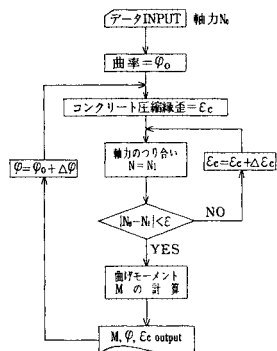 データINPUT 軸力N₀
曲率=φ₀
コンクリート圧縮縁歪=εc
軸力のつり合い
N=N₁
εc=εc+Δεc
φ=φ₀+Δφ
|N₀-N₁|<ε
NO
YES
曲げモーメント
Mの計算
M, φ, εc output